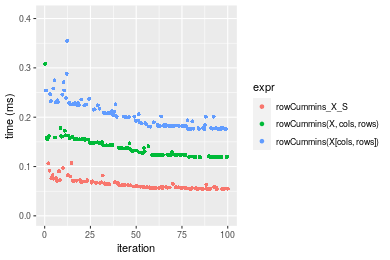 0.4
0.3
0.2
0.1
0.0
time (ms)
0
25
50
75
100
iteration
expr
rowCummins_X_S
rowCummins(X, cols, rows)
rowCummins(X[cols, rows])